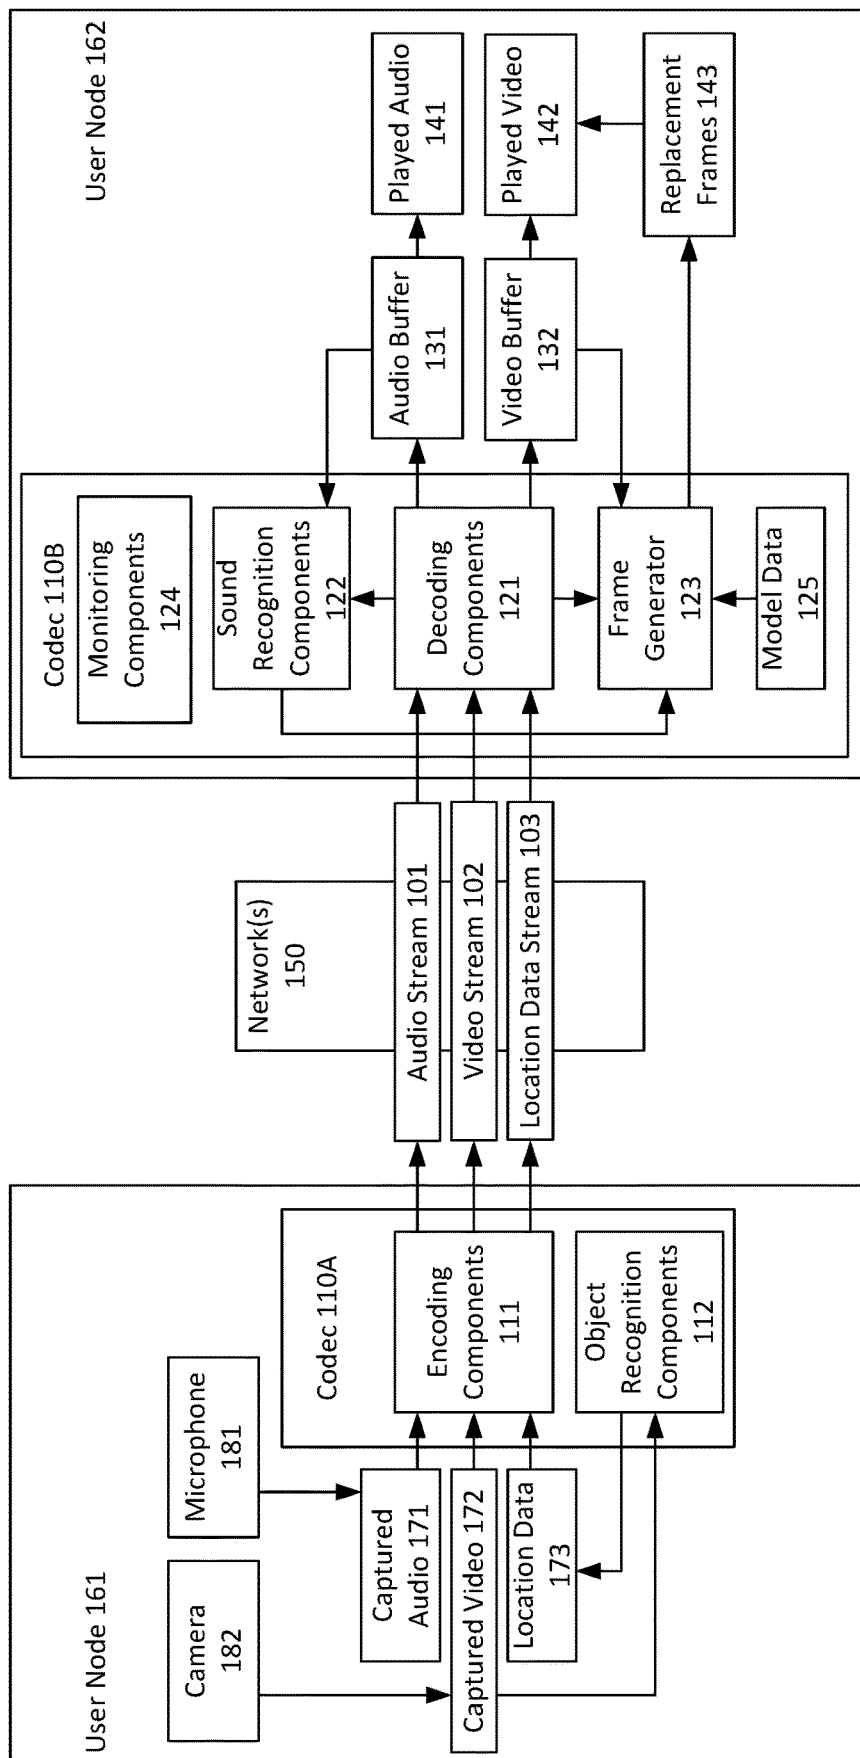 User Node 161
Camera
182
Microphone
181
Captured
Audio 171
Captured Video 172
Location Data
173
Codec 110A
Encoding
Components
111
Object
Recognition
Components
112
Network(s)
150
Audio Stream 101
Video Stream 102
Location Data Stream 103
User Node 162
Codec 110B
Monitoring
Components
124
Sound
Recognition
Components
122
Decoding
Components
121
Frame
Generator
123
Model Data
125
Audio Buffer
131
Video Buffer
132
Played Audio
141
Played Video
142
Replacement
Frames 143